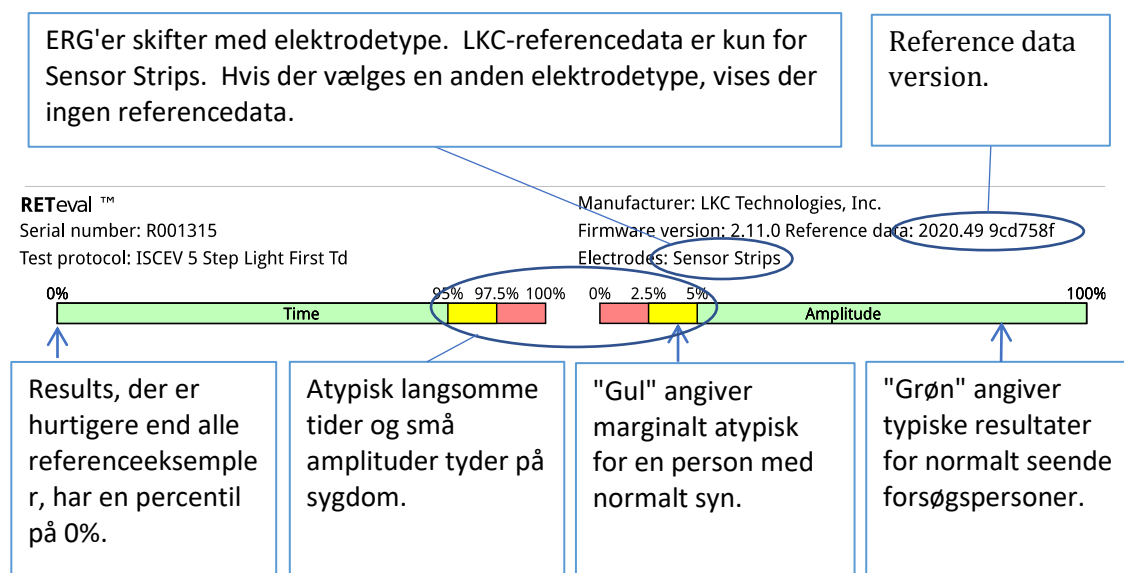 ERG'er skifter med elektrodetype.  LKC-referencedata er kun for
Sensor Strips.  Hvis der vælges en anden elektrodetype, vises der
ingen referencedata.
Reference data
version.
RETeval ™
Serial number: R001315
Test protocol: ISCEV 5 Step Light First Td
Manufacturer: LKC Technologies, Inc.
Firmware version: 2.11.0 Reference data: 2020.49 9cd758f
Electrodes: Sensor Strips
0% 95% 97.5% 100%
Time
0% 2.5% 5% 100%
Amplitude
Results, der er
hurtigere end alle
referenceeksemple
r, har en percentil
på 0%.
Atypisk langsomme
tider og små
amplituder tyder på
sygdom.
"Gul" angiver
marginalt atypisk
for en person med
normalt syn.
"Grøn" angiver
typiske resultater
for normalt seende
forsøgspersoner.